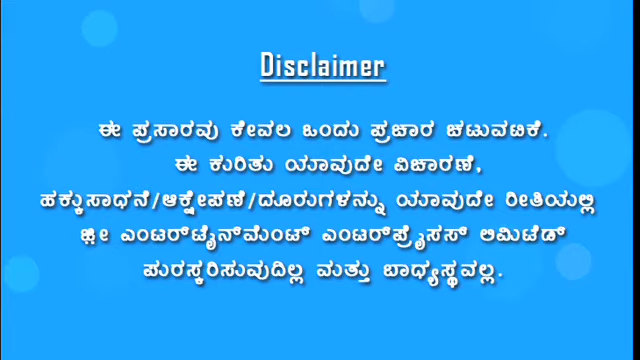 Disclaimer
ಈ ಪ್ರಸಾರವು ಕೇವಲ ಒಂದು ಪ್ರಚಾರ ಚಟುವಟಿಕೆ.
ಈ ಕುರಿತು ಯಾವುದೇ ವಿಚಾರಣೆ,
ಹಕ್ಕುಸಾಧನೆ/ಆಕ್ಷೇಪಣೆ/ದೂರುಗಳನ್ನು ಯಾವುದೇ ರೀತಿಯಲ್ಲಿ
ಜ಼ೀ ಎಂಟರ್‌ಟೈನ್‌ಮೆಂಟ್ ಎಂಟರ್‌ಪ್ರೈಸಸ್ ಲಿಮಿಟೆಡ್
ಪುರಸ್ಕರಿಸುವುದಿಲ್ಲ ಮತ್ತು ಬಾಧ್ಯಸ್ಥವಲ್ಲ.